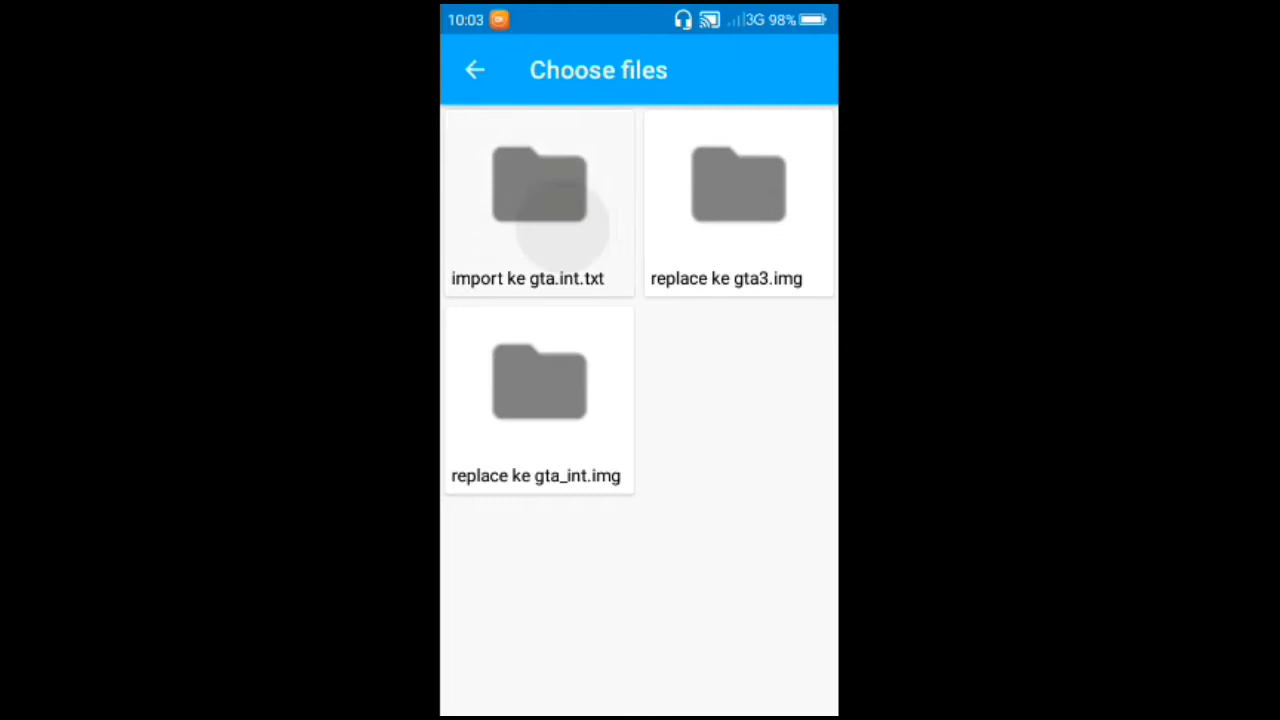 10:03 3G 98%
Choose files
import ke gta.int.txt
replace ke gta3.img
replace ke gta_int.img